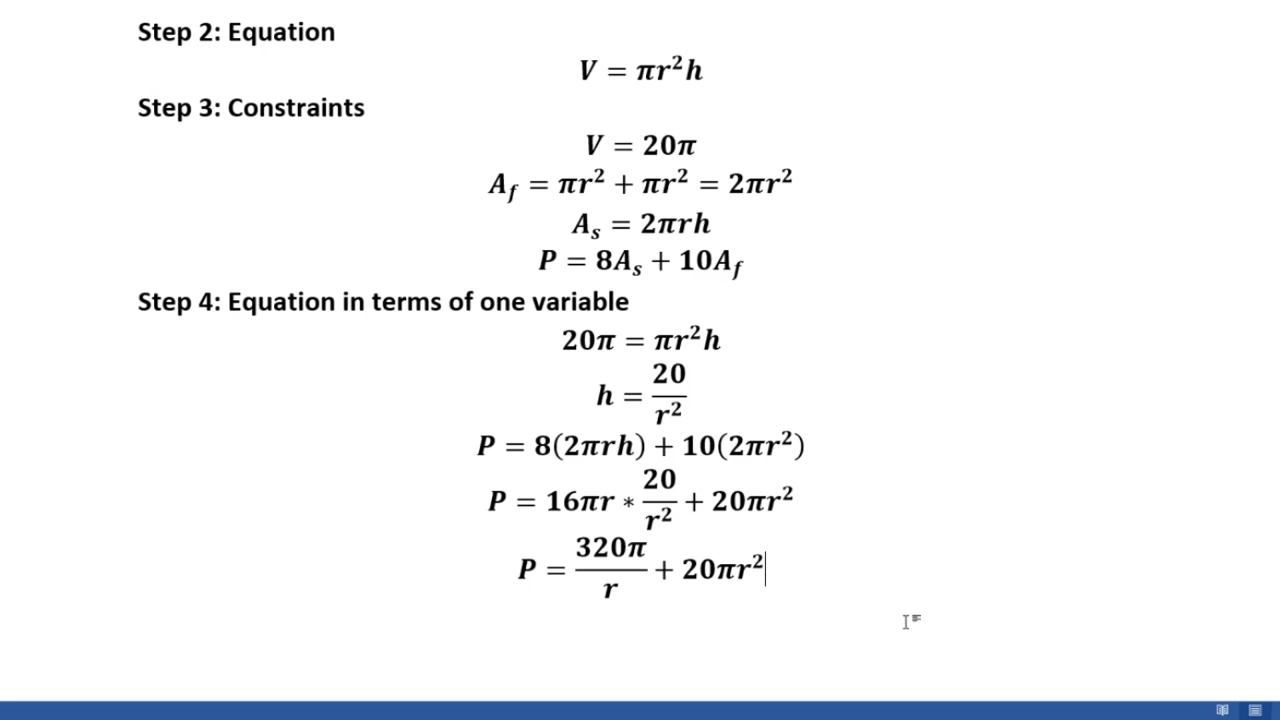 Step 2: Equation
V = πr²h
Step 3: Constraints
V = 20π
A_f = πr² + πr² = 2πr²
A_s = 2πrh
P = 8A_s + 10A_f
Step 4: Equation in terms of one variable
20π = πr²h
h = 20/r²
P = 8(2πrh) + 10(2πr²)
P = 16πr * 20/r² + 20πr²
P = 320π/r + 20πr²